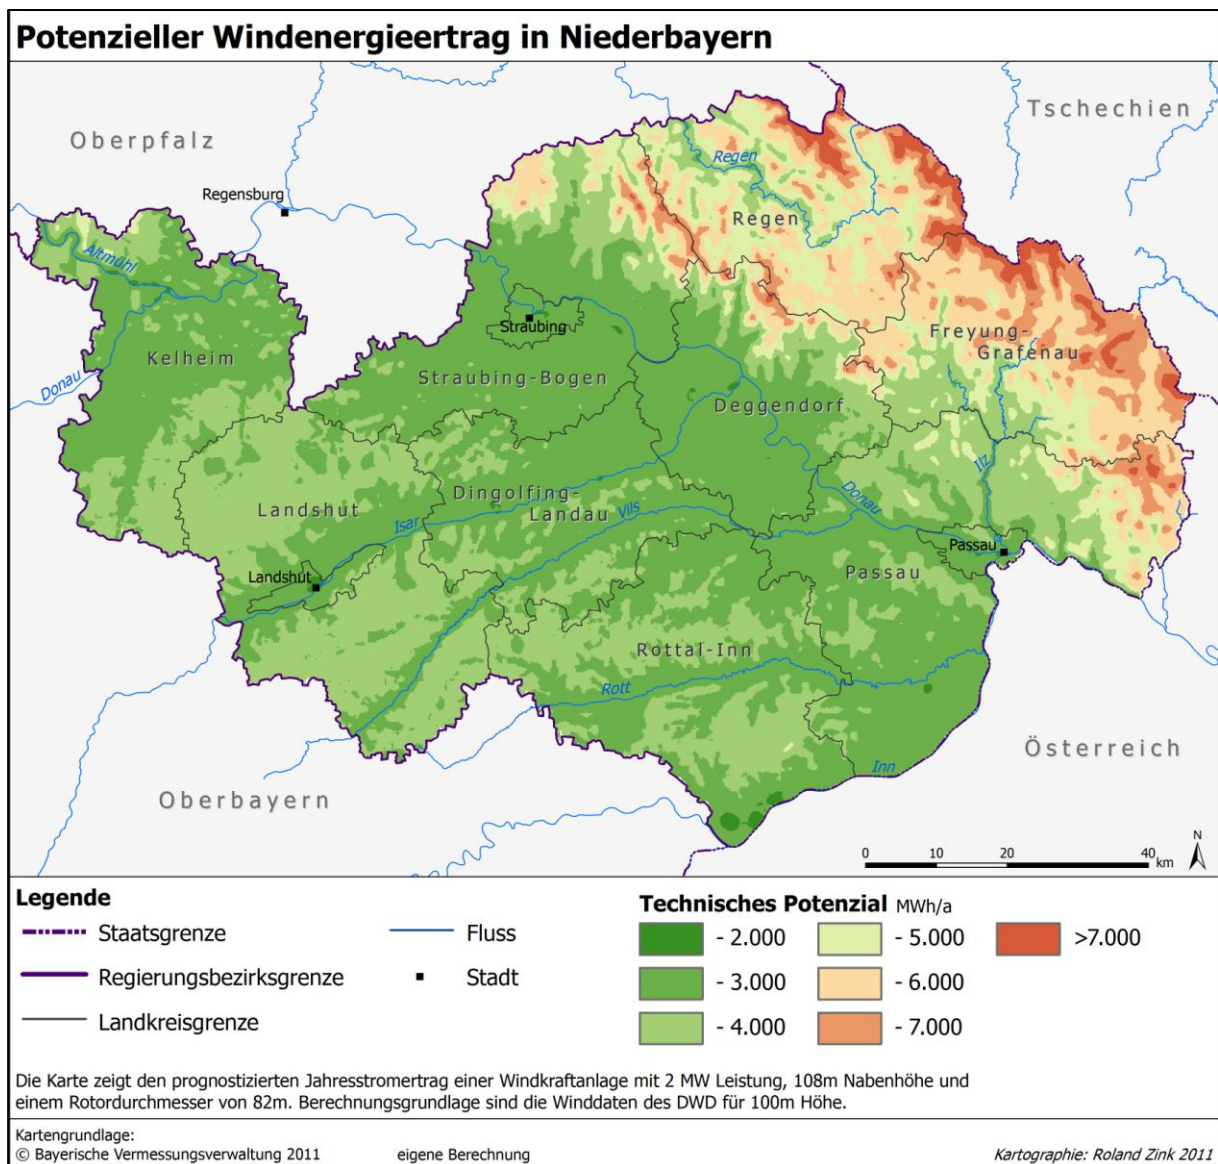 Potenzieller Windenergieertrag in Niederbayern
Tschechien
Oberpfalz
Regen
Regensburg
Regen
Altmühl
Straubing
Freyung-
Grafenau
Kelheim
Donau
Straubing-Bogen
Deggendorf
Ilz
Dingolfing-
Landau
Landshut
Isar
Vils
Donau
Passau
Landshut
Passau
Rottal-Inn
Rott
Österreich
Inn
Oberbayern
N
0 10 20 40
km
Legende
Staatsgrenze
Regierungsbezirksgrenze
Landkreisgrenze
Fluss
Stadt
Technisches Potenzial MWh/a
- 2.000
- 3.000
- 4.000
- 5.000
- 6.000
- 7.000
>7.000
Die Karte zeigt den prognostizierten Jahresstromertrag einer Windkraftanlage mit 2 MW Leistung, 108m Nabenhöhe und
einem Rotordurchmesser von 82m. Berechnungsgrundlage sind die Winddaten des DWD für 100m Höhe.
Kartengrundlage:
© Bayerische Vermessungsverwaltung 2011 eigene Berechnung Kartographie: Roland Zink 2011